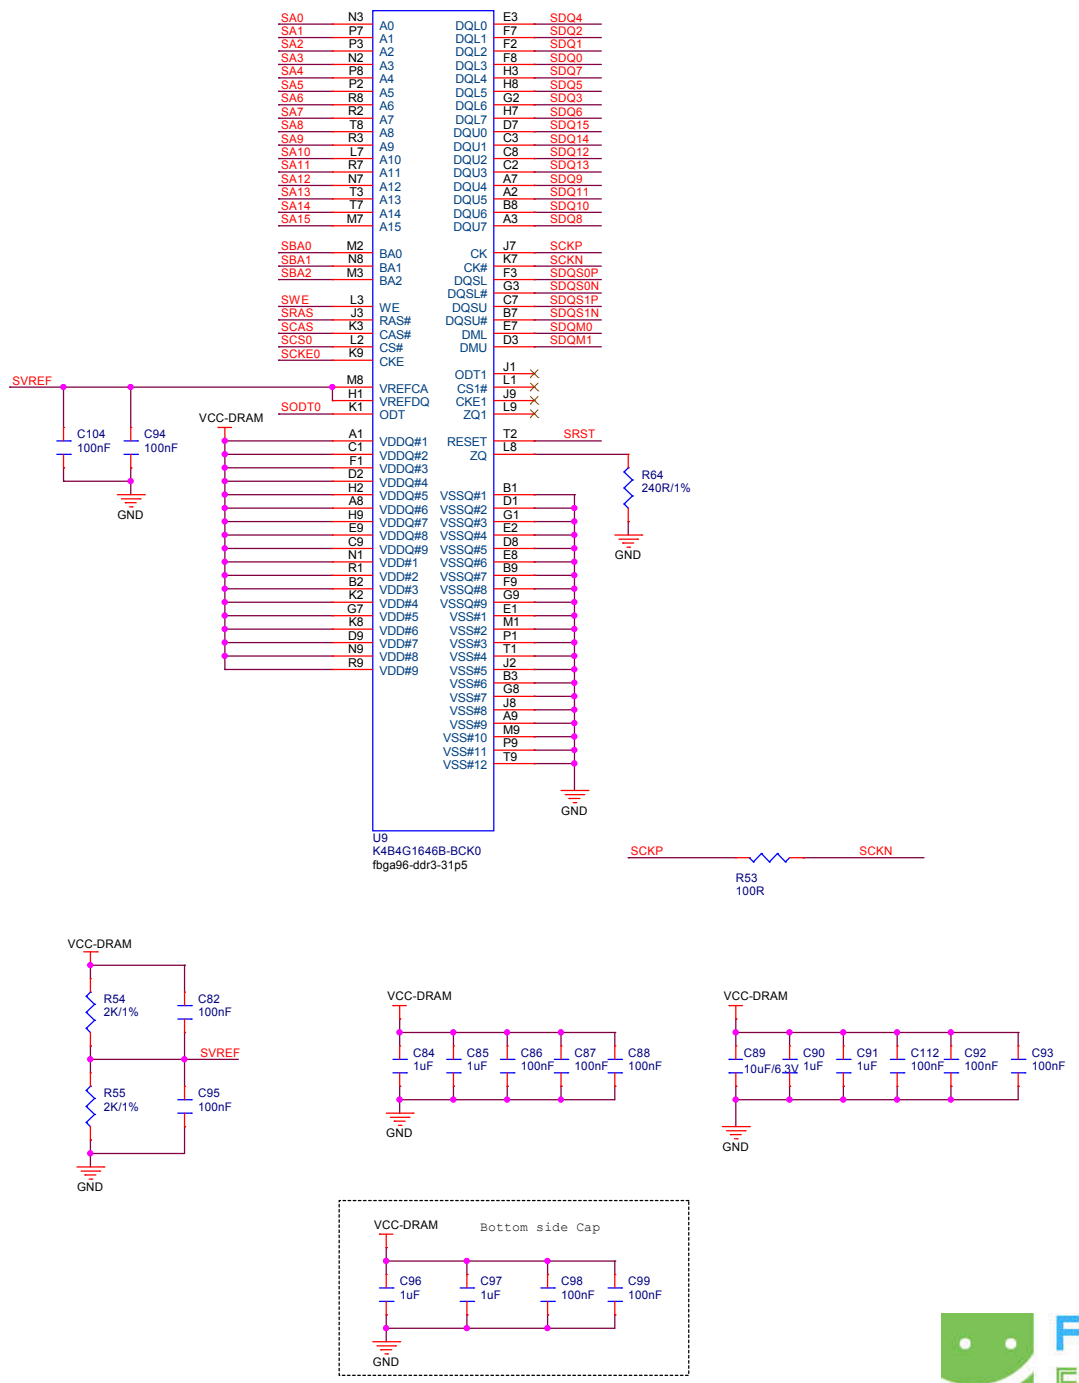 SA0 N3 A0 DQL0 E3 SDQ4
SA1 P7 A1 DQL1 F7 SDQ2
SA2 P3 A2 DQL2 F2 SDQ1
SA3 N2 A3 DQL3 F8 SDQ0
SA4 P8 A4 DQL4 H3 SDQ7
SA5 P2 A5 DQL5 H8 SDQ5
SA6 R8 A6 DQL6 G2 SDQ3
SA7 R2 A7 DQL7 H7 SDQ6
SA8 T8 A8 DQU0 D7 SDQ15
SA9 R3 A9 DQU1 C3 SDQ14
SA10 L7 A10 DQU2 C8 SDQ12
SA11 R7 A11 DQU3 C2 SDQ13
SA12 N7 A12 DQU4 A7 SDQ9
SA13 T3 A13 DQU5 A2 SDQ11
SA14 T7 A14 DQU6 B8 SDQ10
SA15 M7 A15 DQU7 A3 SDQ8
SBA0 M2 BA0 CK J7 SCKP
SBA1 N8 BA1 CK# K7 SCKN
SBA2 M3 BA2 DQSL F3 SDQS0P
DQSL# G3 SDQS0N
SWE L3 WE DQSU C7 SDQS1P
SRAS J3 RAS# DQSU# B7 SDQS1N
SCAS K3 CAS# DML E7 SDQM0
SCS0 L2 CS# DMU D3 SDQM1
SCKE0 K9 CKE
ODT1 J1
SVREF M8 VREFCA CS1# L1
H1 VREFDQ CKE1 J9
SODT0 K1 ODT ZQ1 L9
VCC-DRAM
C104 100nF
C94 100nF
GND
A1 VDDQ#1 RESET T2 SRST
C1 VDDQ#2 ZQ L8
F1 VDDQ#3
D2 VDDQ#4
R64
240R/1%
GND
H2 VDDQ#5 VSSQ#1 B1
A8 VDDQ#6 VSSQ#2 D1
H9 VDDQ#7 VSSQ#3 G1
E9 VDDQ#8 VSSQ#4 E2
C9 VDDQ#9 VSSQ#5 D8
N1 VDD#1 VSSQ#6 E8
R1 VDD#2 VSSQ#7 B9
B2 VDD#3 VSSQ#8 F9
K2 VDD#4 VSSQ#9 G9
G7 VDD#5 VSS#1 E1
K8 VDD#6 VSS#2 M1
D9 VDD#7 VSS#3 P1
N9 VDD#8 VSS#4 T1
R9 VDD#9 VSS#5 J2
VSS#6 B3
VSS#7 G8
VSS#8 J8
VSS#9 A9
VSS#10 M9
VSS#11 P9
VSS#12 T9
GND
U9
K4B4G1646B-BCK0
fbga96-ddr3-31p5
SCKP SCKN
R53
100R
VCC-DRAM
R54
2K/1%
C82
100nF
SVREF
R55
2K/1%
C95
100nF
GND
VCC-DRAM
C84 C85 C86 C87 C88
1uF 1uF 100nF 100nF 100nF
GND
VCC-DRAM
C89 C90 C91 C112 C92 C93
10uF/6.3V 1uF 1uF 100nF 100nF 100nF
GND
VCC-DRAM Bottom side Cap
C96 C97 C98 C99
1uF 1uF 100nF 100nF
GND
F